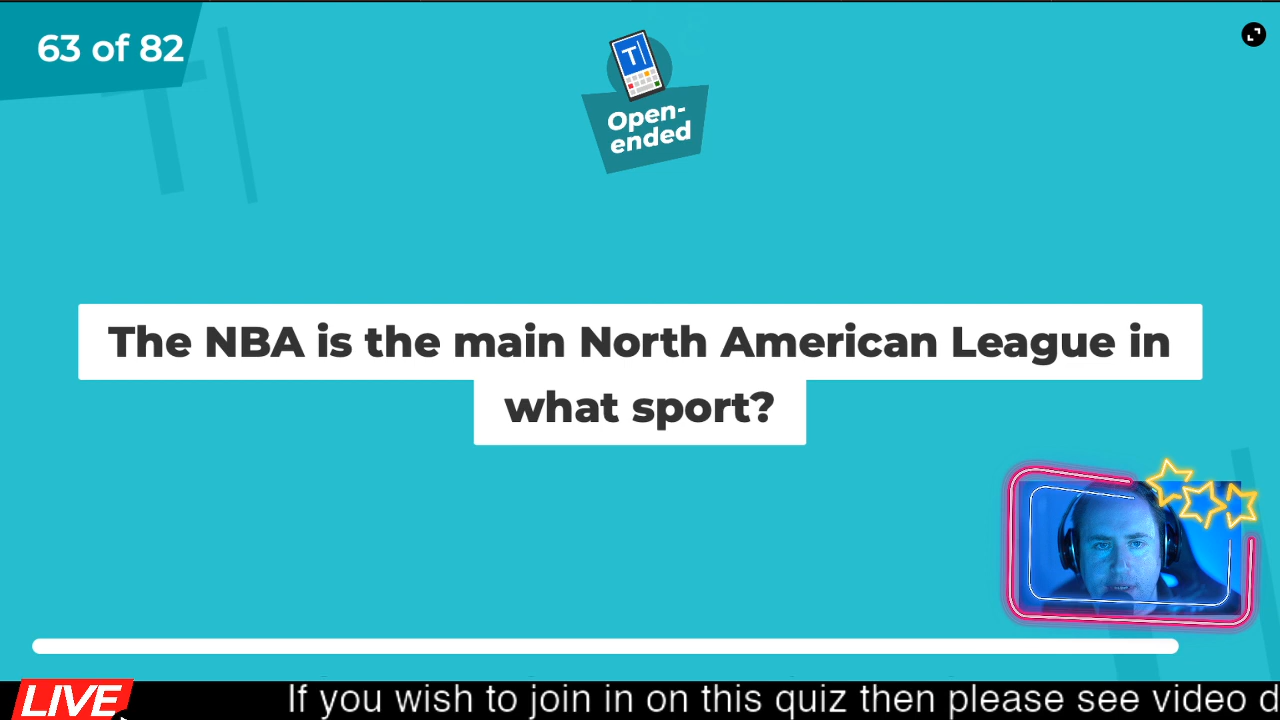 63 of 82
T
Open-
ended
The NBA is the main North American League in
what sport?
LIVE
If you wish to join in on this quiz then please see video d